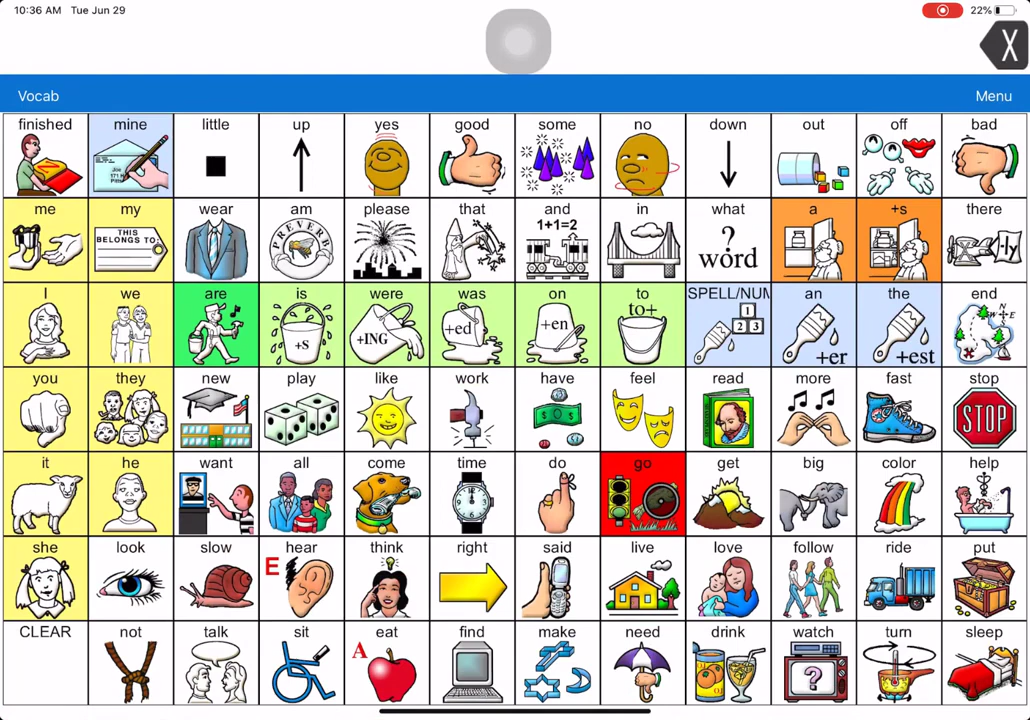 10:36 AM Tue Jun 29 22%
X
Vocab Menu
finished mine little up yes good some no down out off bad
me my wear am please that and in what a +s there
THIS BELONGS TO PREVERB 1+1=2 ? word -ly
I we are is were was on to SPELL/NUM an the end
+s +ING +ed +en to+ 1 2 3 +er +est N W E S
you they new play like work have feel read more fast stop
STOP
it he want all come time do go get big color help
she look slow hear think right said live love follow ride put
E
CLEAR not talk sit eat find make need drink watch turn sleep
A OJ ?